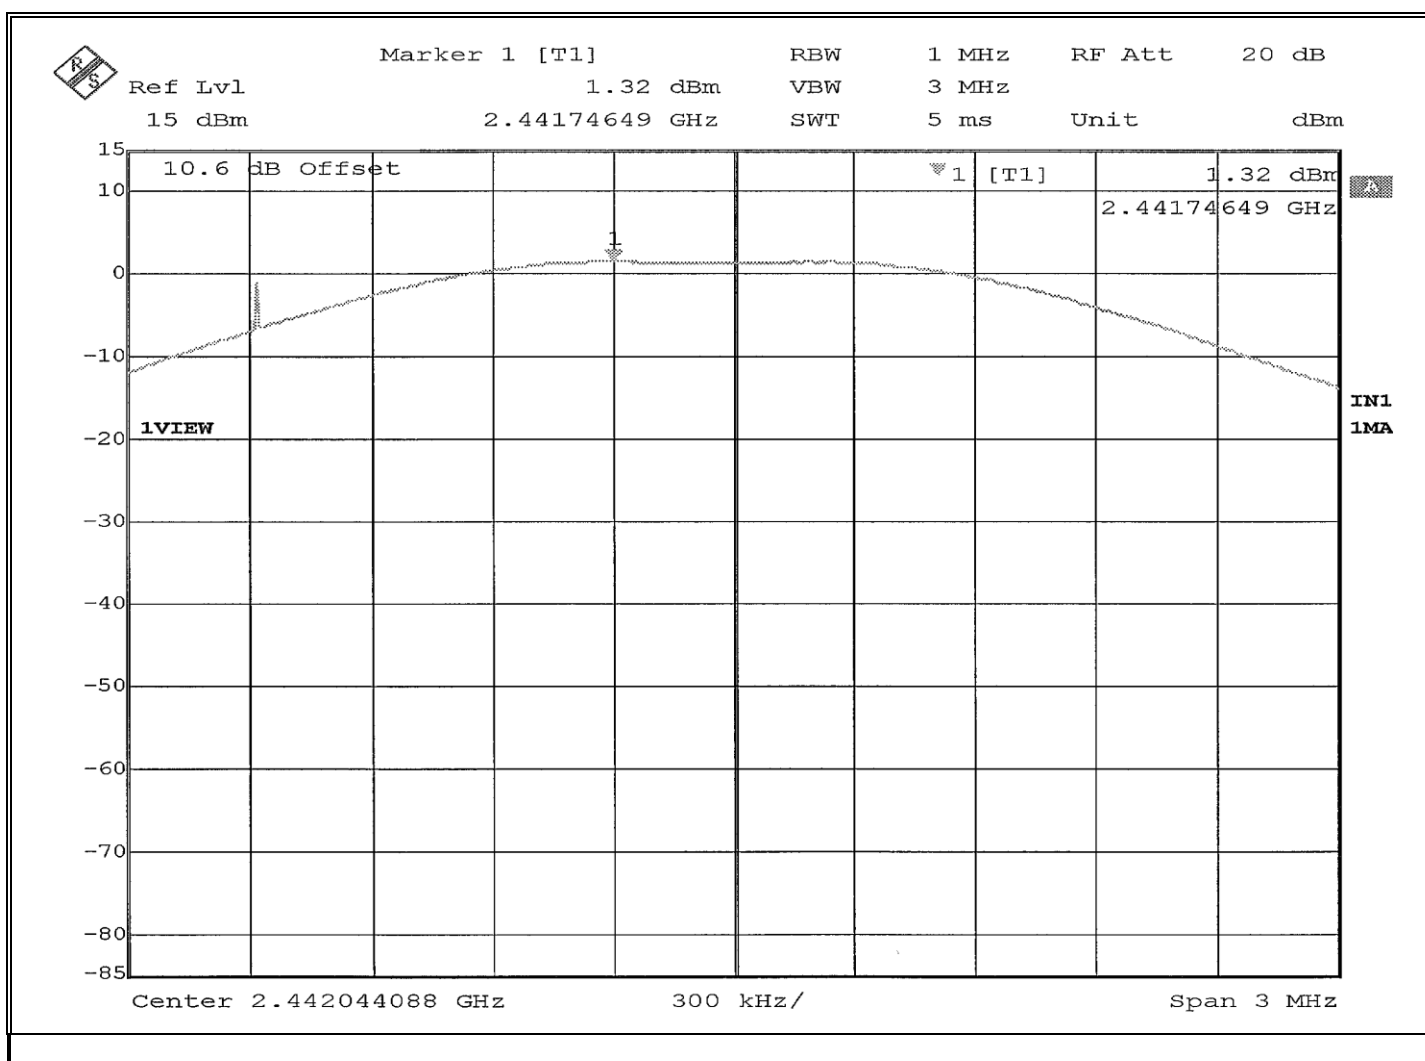 R S
Marker 1 [T1] RBW 1 MHz RF Att 20 dB
Ref Lvl 1.32 dBm VBW 3 MHz
15 dBm 2.44174649 GHz SWT 5 ms Unit dBm
15
10.6 dB Offset 1 [T1] 1.32 dBm
10
A
2.44174649 GHz
1
0
-10
IN1
1VIEW 1MA
-20
-30
-40
-50
-60
-70
-80
-85
Center 2.442044088 GHz 300 kHz/ Span 3 MHz